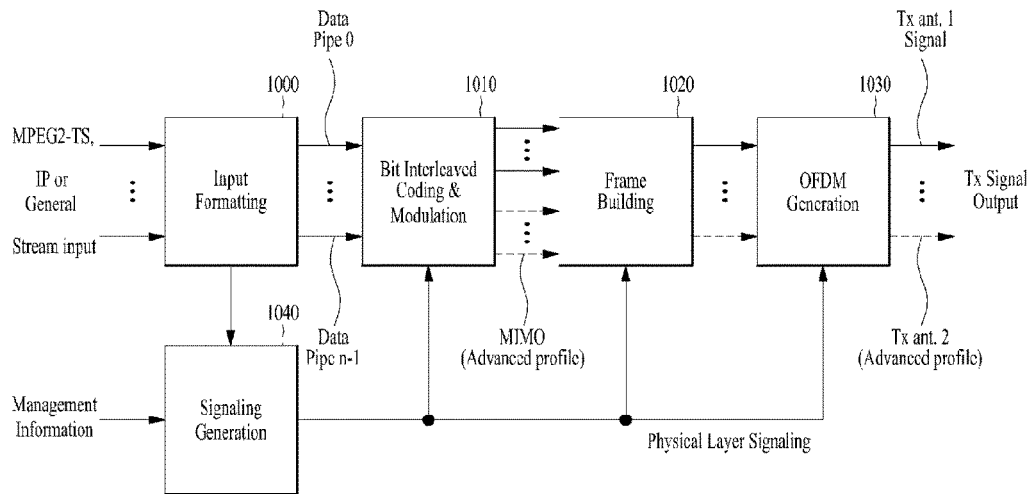 Data
Pipe 0
Tx ant. 1
Signal
1000
1010
1020
1030
MPEG2-TS,
IP or
General
Stream input
Input
Formatting
Bit Interleaved
Coding &
Modulation
Frame
Building
OFDM
Generation
Tx Signal
Output
1040
Data
Pipe n-1
MIMO
(Advanced profile)
Tx ant. 2
(Advanced profile)
Management
Information
Signaling
Generation
Physical Layer Signaling